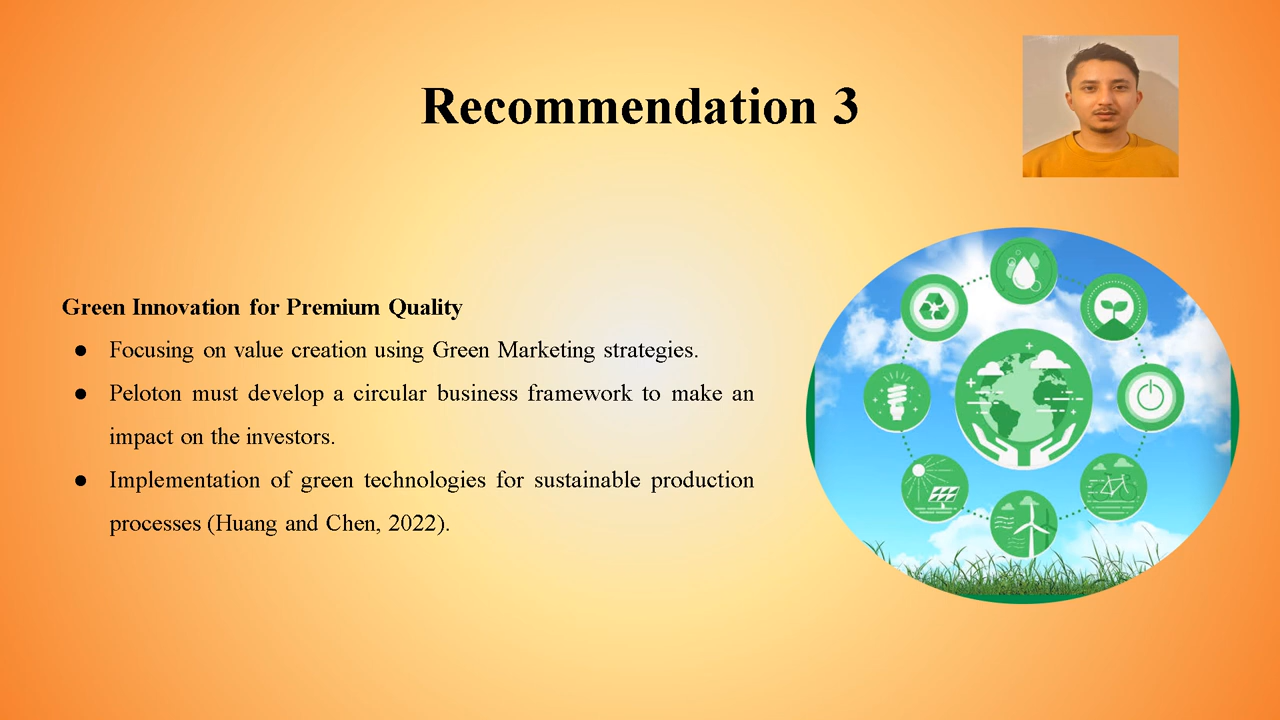 Recommendation 3
Green Innovation for Premium Quality
● Focusing on value creation using Green Marketing strategies.
● Peloton must develop a circular business framework to make an
impact on the investors.
● Implementation of green technologies for sustainable production
processes (Huang and Chen, 2022).